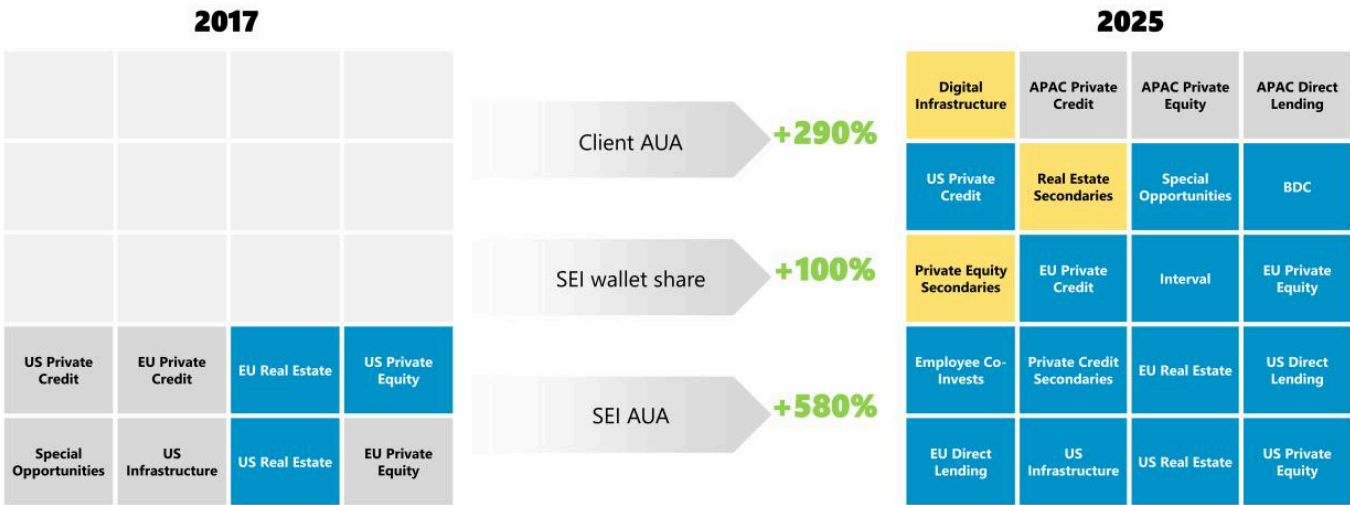 2017
US Private
Credit
EU Private
Credit
EU Real Estate
US Private
Equity
Special
Opportunities
US
Infrastructure
US Real Estate
EU Private
Equity
Client AUA
+290%
SEI wallet share
+100%
SEI AUA
+580%
2025
Digital
Infrastructure
APAC Private
Credit
APAC Private
Equity
APAC Direct
Lending
US Private
Credit
Real Estate
Secondaries
Special
Opportunities
BDC
Private Equity
Secondaries
EU Private
Credit
Interval
EU Private
Equity
Employee Co-
Invests
Private Credit
Secondaries
EU Real Estate
US Direct
Lending
EU Direct
Lending
US
Infrastructure
US Real Estate
US Private
Equity